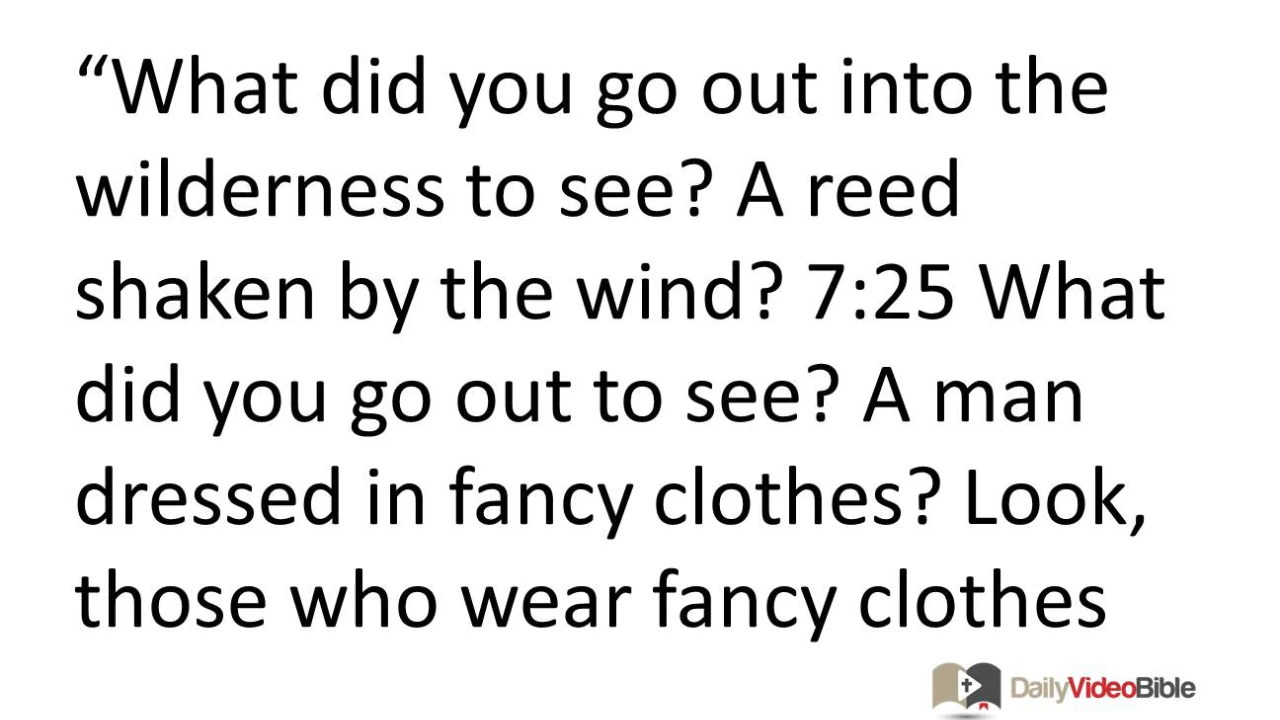 “What did you go out into the
wilderness to see? A reed
shaken by the wind? 7:25 What
did you go out to see? A man
dressed in fancy clothes? Look,
those who wear fancy clothes
DailyVideoBible